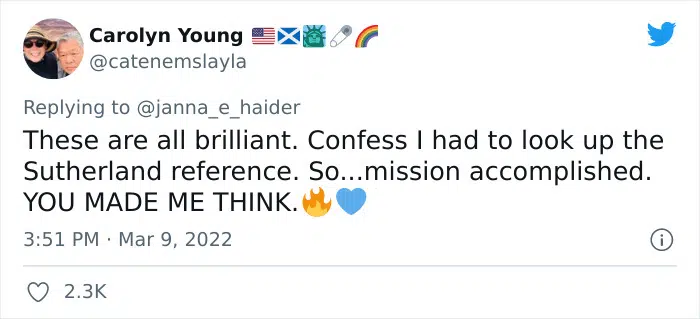 Carolyn Young 🇺🇸🏴󠁧󠁢󠁳󠁣󠁴󠁿🗽🧷🌈
@catenemslayla
Replying to @janna_e_haider
These are all brilliant. Confess I had to look up the
Sutherland reference. So...mission accomplished.
YOU MADE ME THINK.🔥💙
3:51 PM · Mar 9, 2022
2.3K